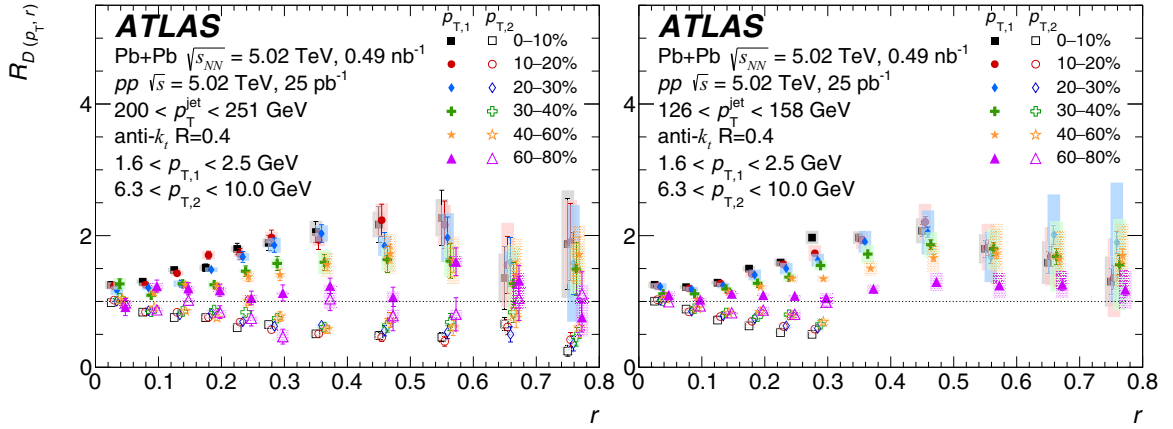 R_D (p_T, r)
ATLAS
Pb+Pb √s_NN = 5.02 TeV, 0.49 nb⁻¹
pp √s = 5.02 TeV, 25 pb⁻¹
200 < p_T^jet < 251 GeV
anti-k_t R=0.4
1.6 < p_T,1 < 2.5 GeV
6.3 < p_T,2 < 10.0 GeV
p_T,1 p_T,2
0–10%
10–20%
20–30%
30–40%
40–60%
60–80%
4
2
0
0 0.1 0.2 0.3 0.4 0.5 0.6 0.7 0.8
r
ATLAS
Pb+Pb √s_NN = 5.02 TeV, 0.49 nb⁻¹
pp √s = 5.02 TeV, 25 pb⁻¹
126 < p_T^jet < 158 GeV
anti-k_t R=0.4
1.6 < p_T,1 < 2.5 GeV
6.3 < p_T,2 < 10.0 GeV
p_T,1 p_T,2
0–10%
10–20%
20–30%
30–40%
40–60%
60–80%
4
2
0
0 0.1 0.2 0.3 0.4 0.5 0.6 0.7 0.8
r